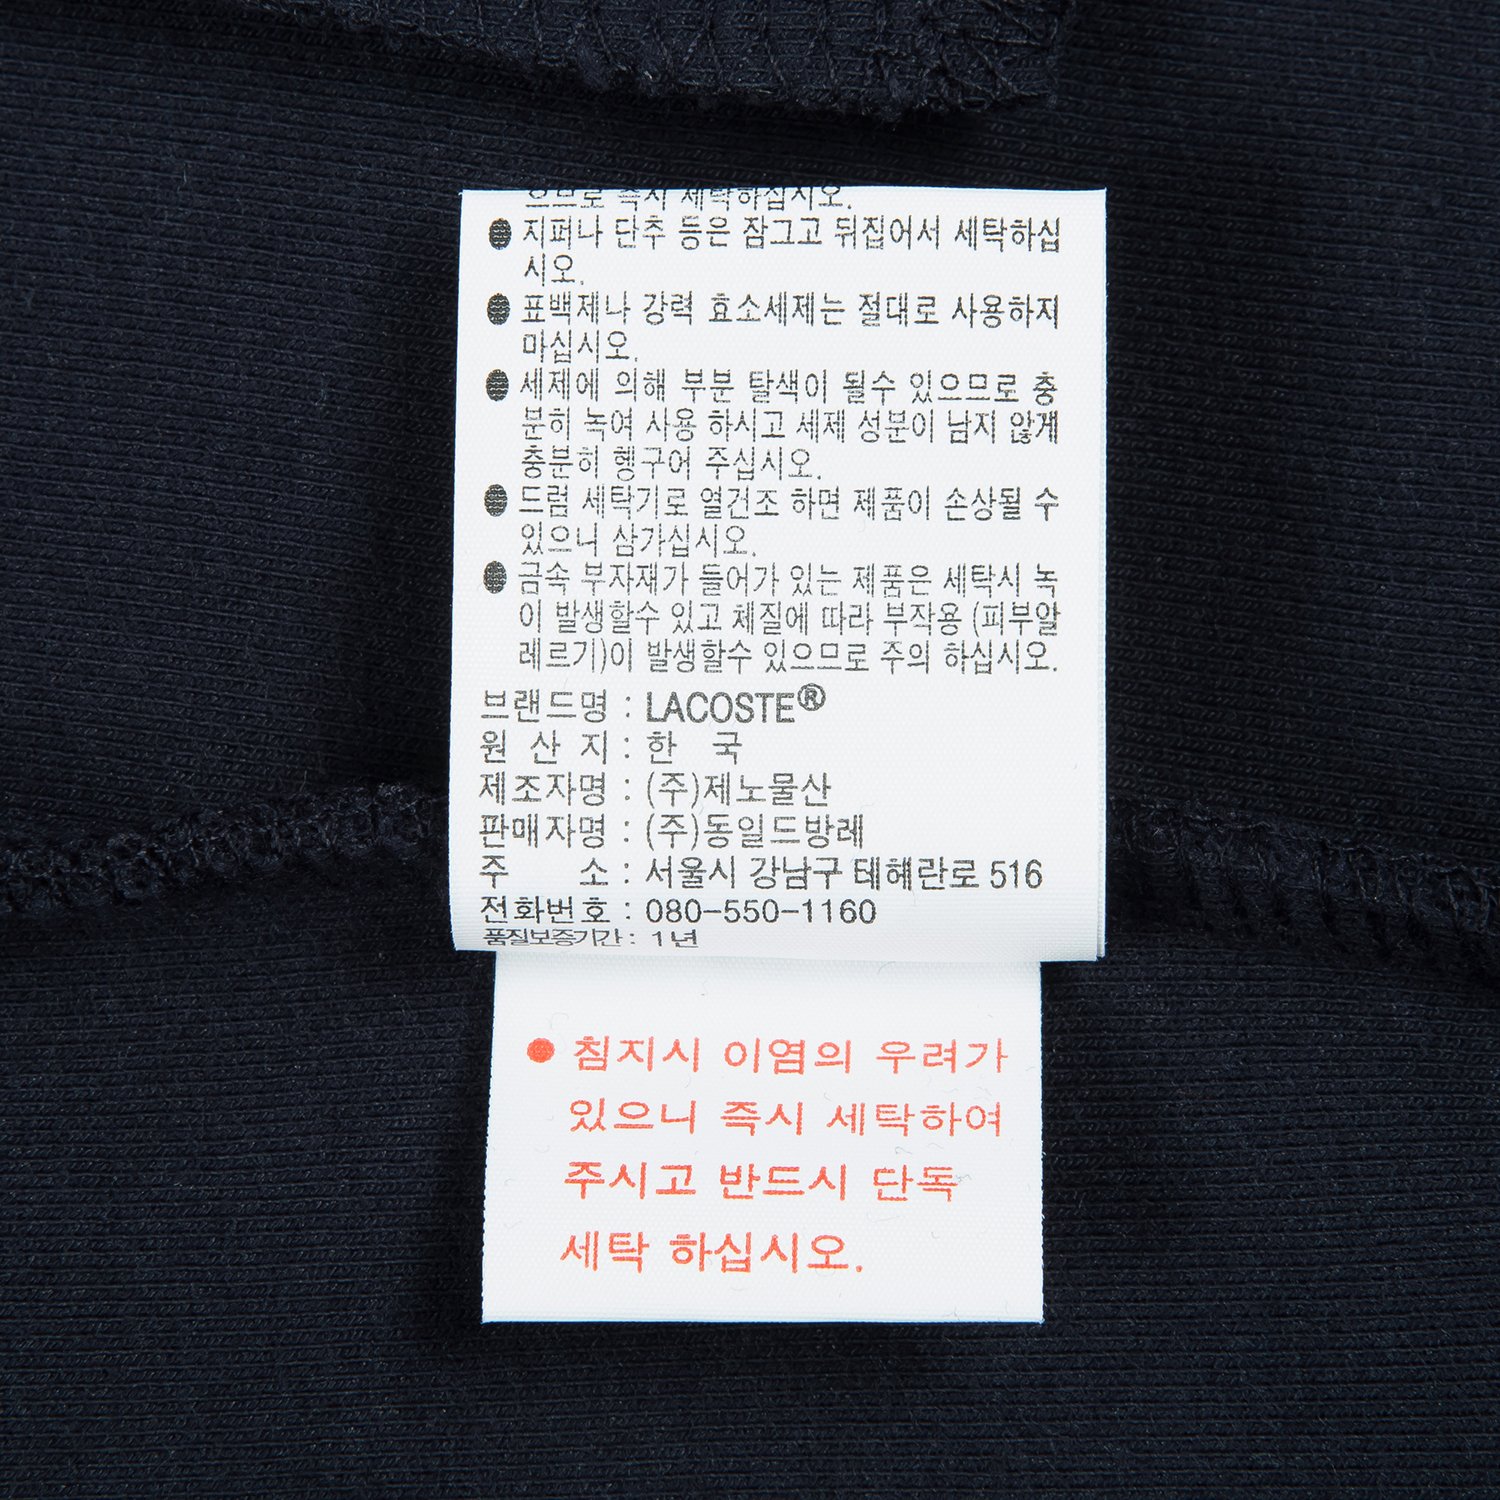 으므로 즉시 세탁하십시오.
● 지퍼나 단추 등은 잠그고 뒤집어서 세탁하십
시오.
● 표백제나 강력 효소세제는 절대로 사용하지
마십시오.
● 세제에 의해 부분 탈색이 될수 있으므로 충
분히 녹여 사용 하시고 세제 성분이 남지 않게
충분히 헹구어 주십시오.
● 드럼 세탁기로 열건조 하면 제품이 손상될 수
있으니 삼가십시오.
● 금속 부자재가 들어가 있는 제품은 세탁시 녹
이 발생할수 있고 체질에 따라 부작용 (피부알
레르기)이 발생할수 있으므로 주의 하십시오.
브랜드명 : LACOSTE®
원 산 지 : 한 국
제조자명 : (주)제노물산
판매자명 : (주)동일드방레
주 소 : 서울시 강남구 테헤란로 516
전화번호 : 080-550-1160
품질보증기간 : 1년
● 침지시 이염의 우려가
있으니 즉시 세탁하여
주시고 반드시 단독
세탁 하십시오.